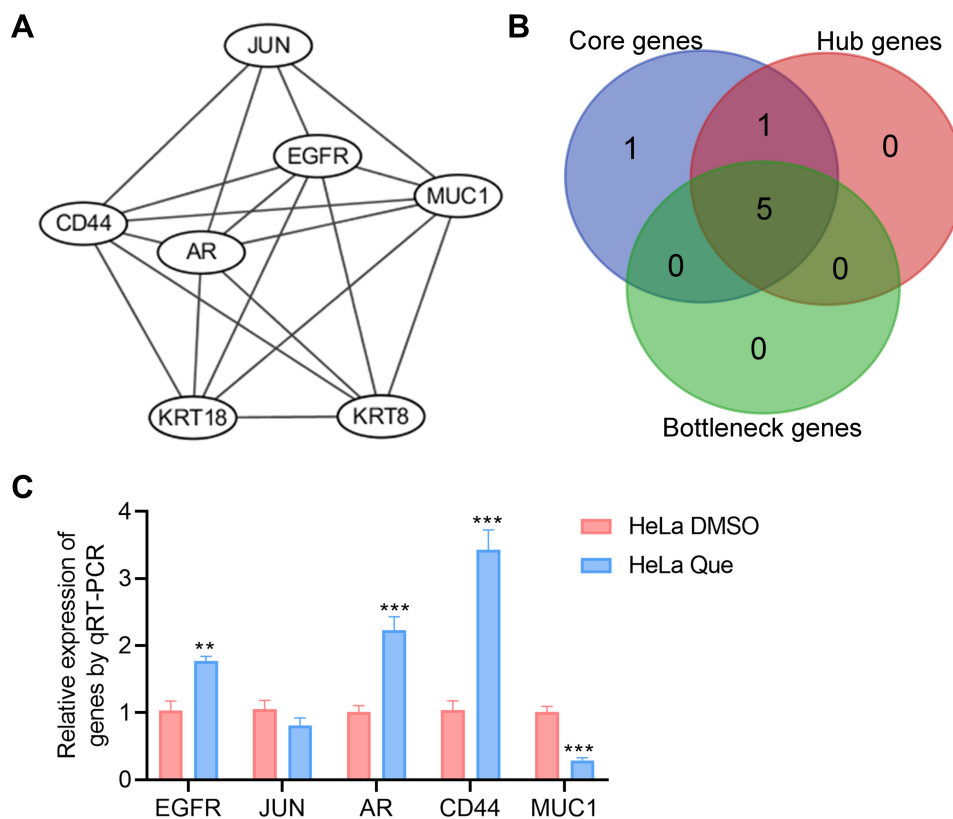 A
JUN
EGFR
MUC1
CD44
AR
KRT18
KRT8
B
Core genes
Hub genes
1
1
0
5
0
0
0
Bottleneck genes
C
Relative expression of
genes by qRT-PCR
4
3
2
1
0
**
***
***
***
EGFR
JUN
AR
CD44
MUC1
HeLa DMSO
HeLa Que